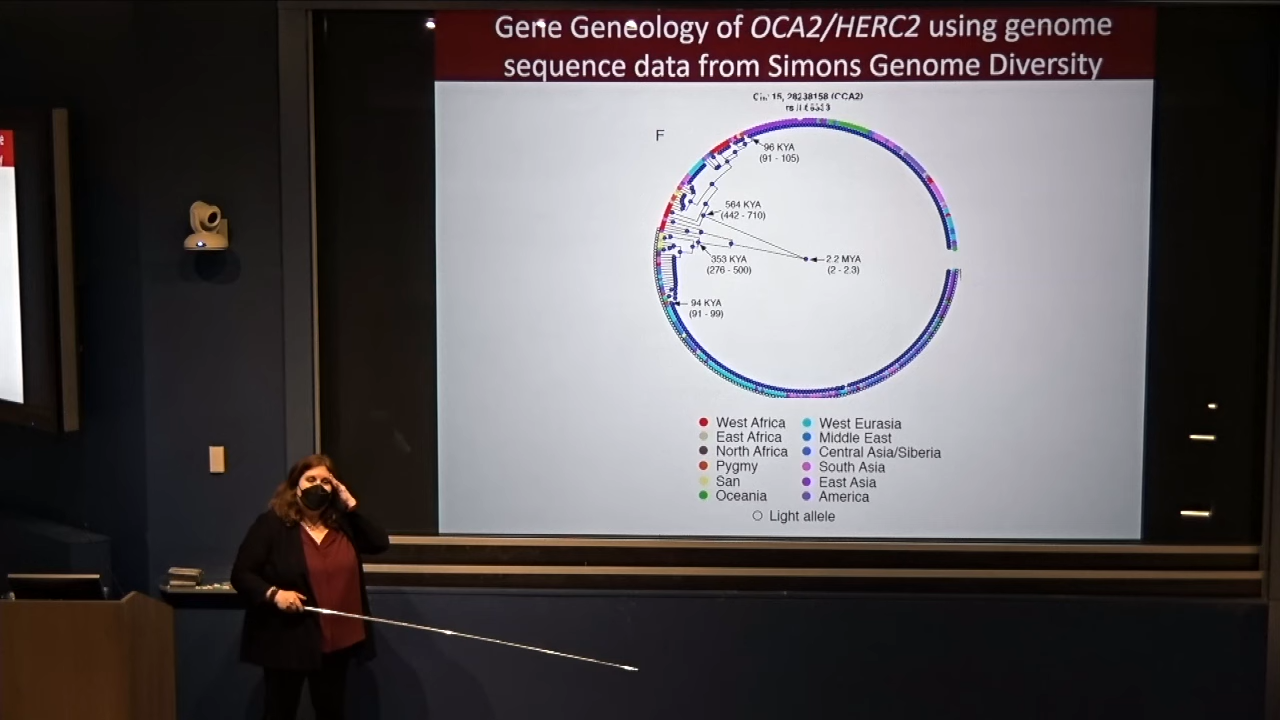 Gene Geneology of OCA2/HERC2 using genome
sequence data from Simons Genome Diversity
15, 28238158 (OCA2)
F
96 KYA
(91 - 105)
564 KYA
(442 - 710)
353 KYA
(276 - 500)
2.2 MYA
(2 - 2.3)
94 KYA
(91 - 99)
West Africa
East Africa
North Africa
Pygmy
San
Oceania
West Eurasia
Middle East
Central Asia/Siberia
South Asia
East Asia
America
Light allele